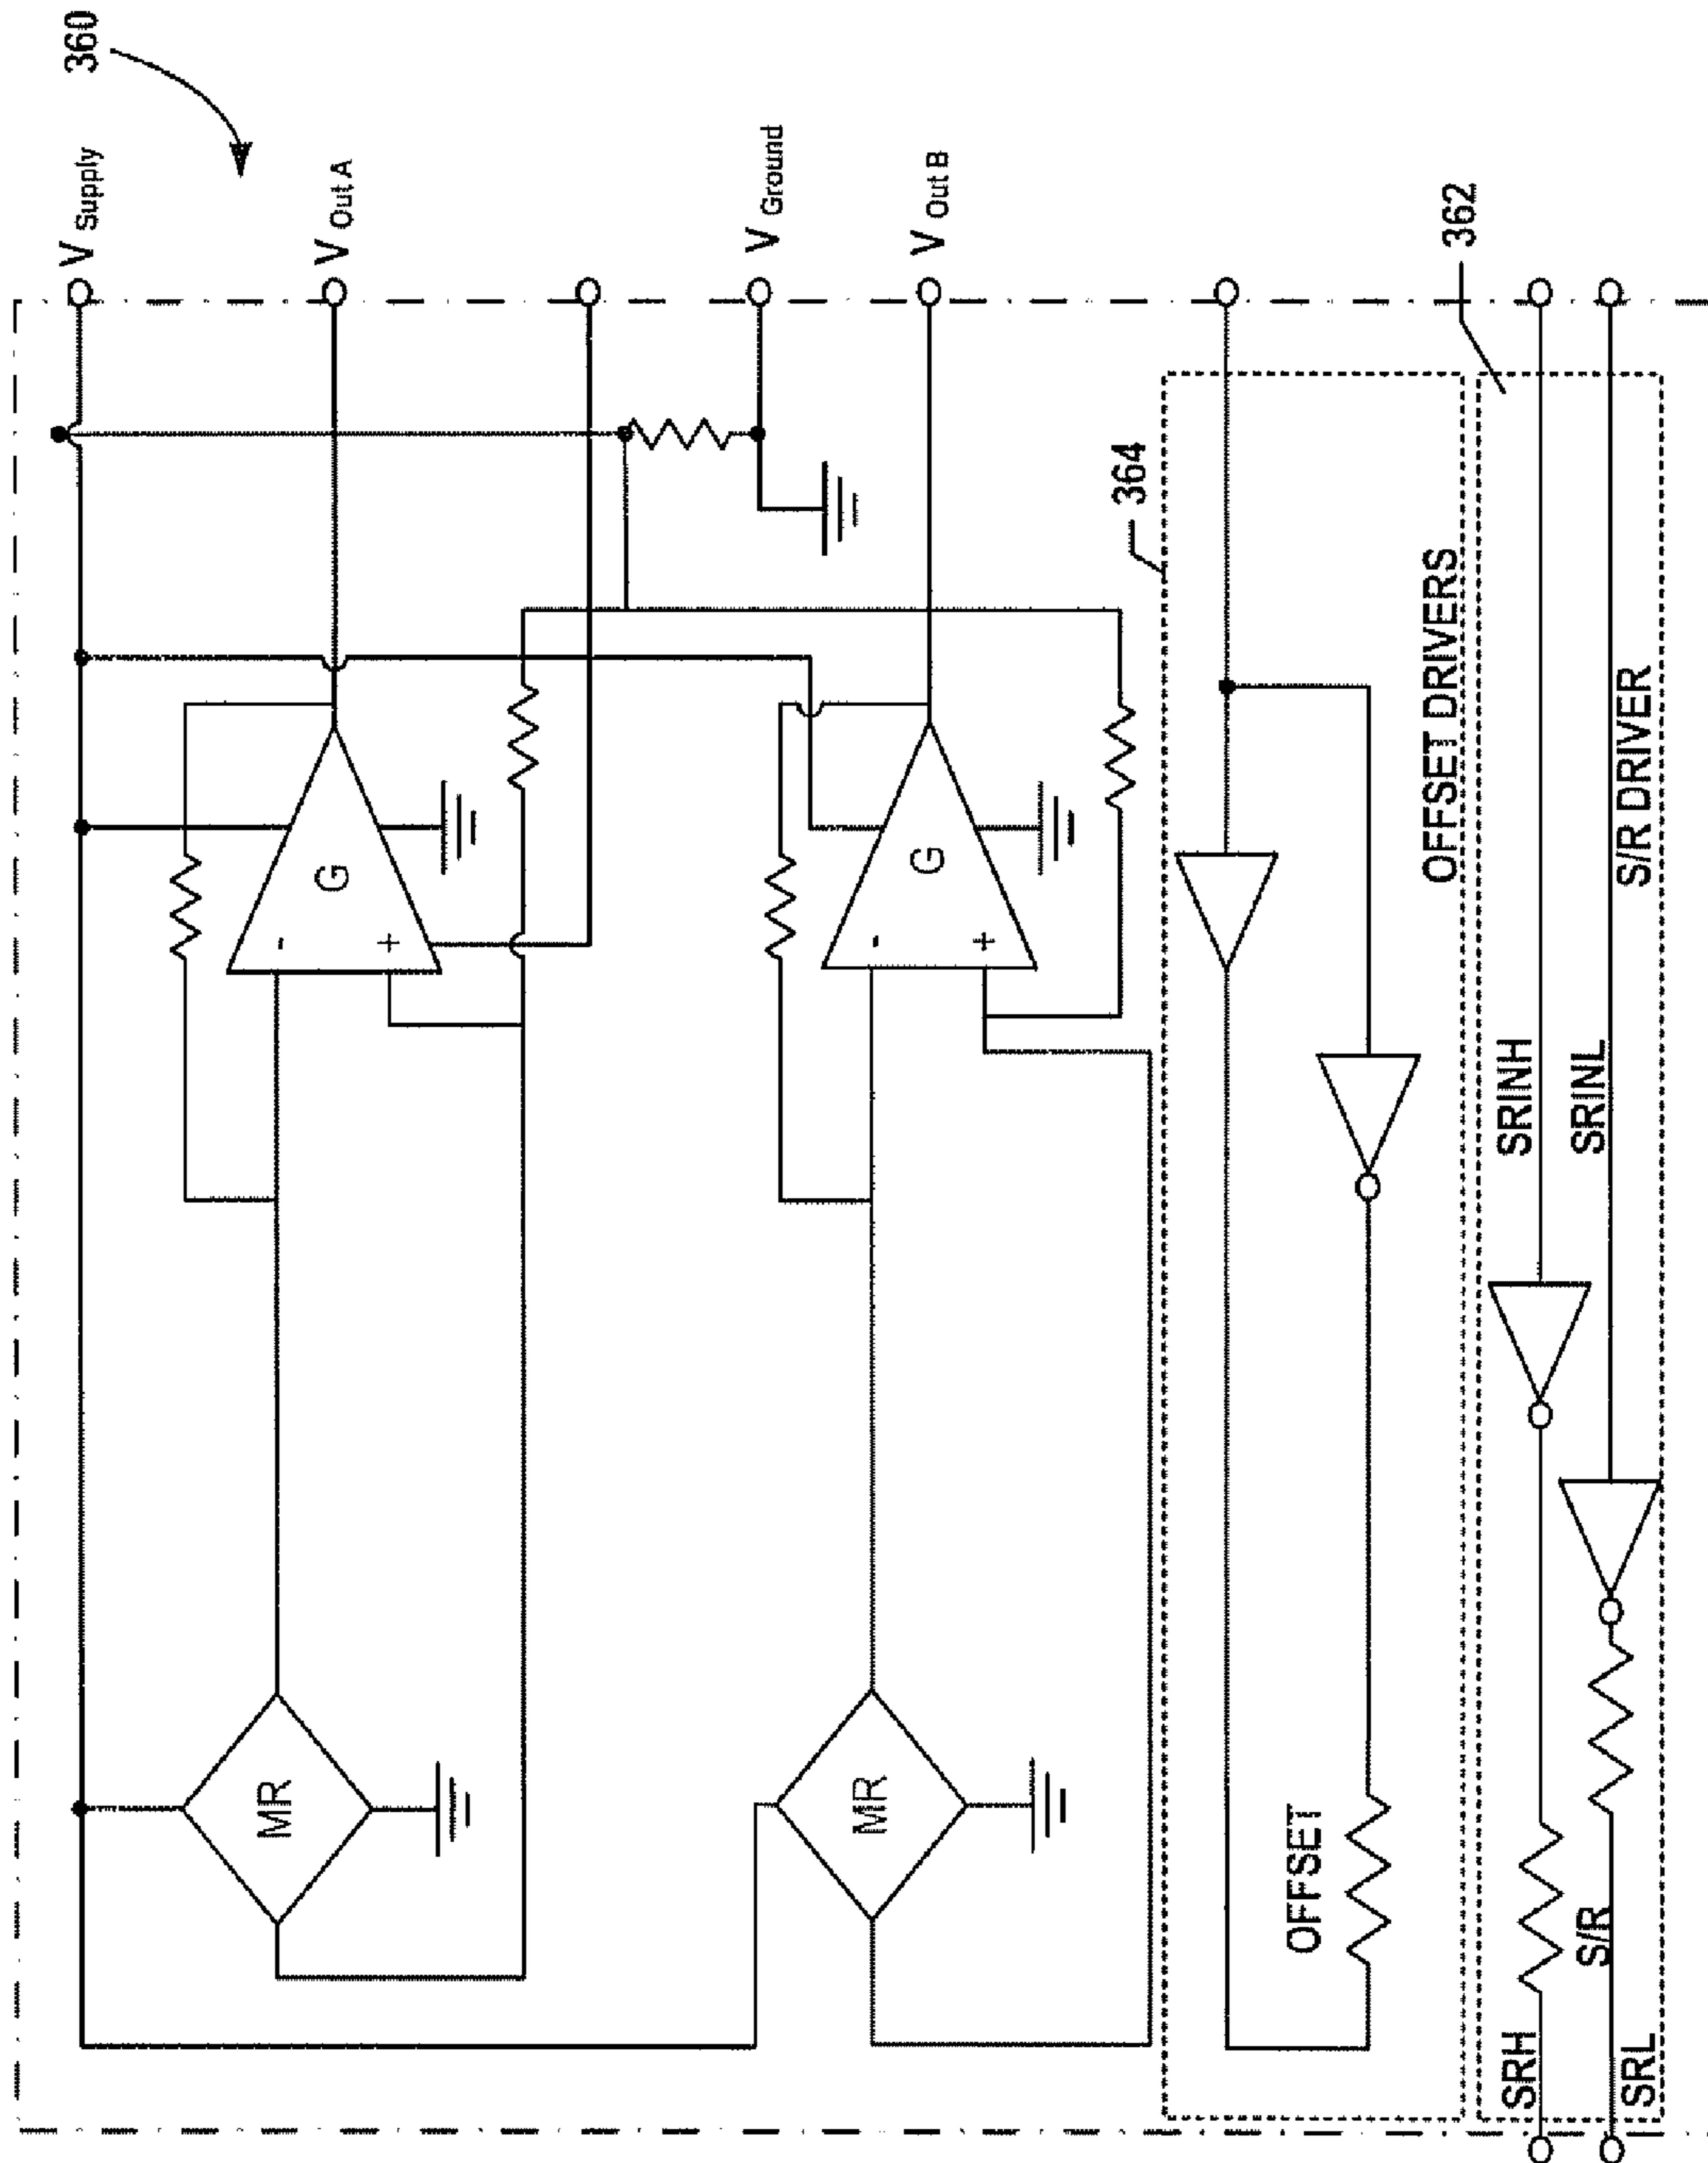 360
V Supply
V Out A
V Ground
V Out B
362
364
G
-
+
G
-
+
MR
MR
OFFSET DRIVERS
OFFSET
S/R DRIVER
SRINH
SRINL
S/R
SRH
SRL